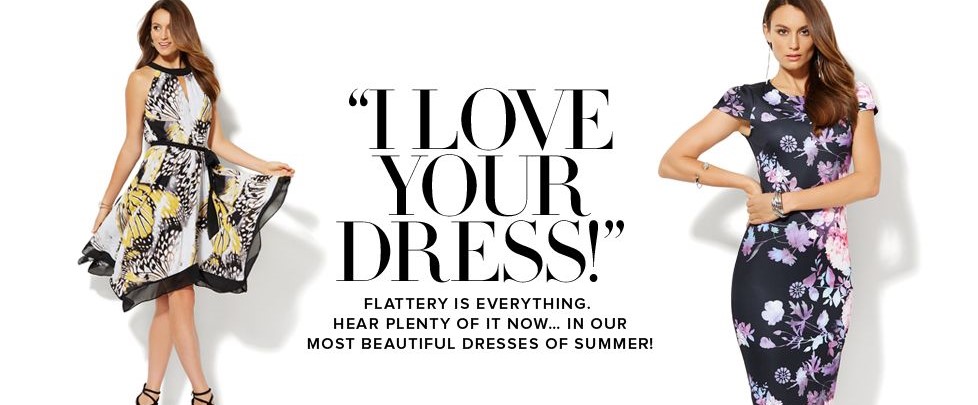 “I LOVE
YOUR
DRESS!”
FLATTERY IS EVERYTHING.
HEAR PLENTY OF IT NOW... IN OUR
MOST BEAUTIFUL DRESSES OF SUMMER!